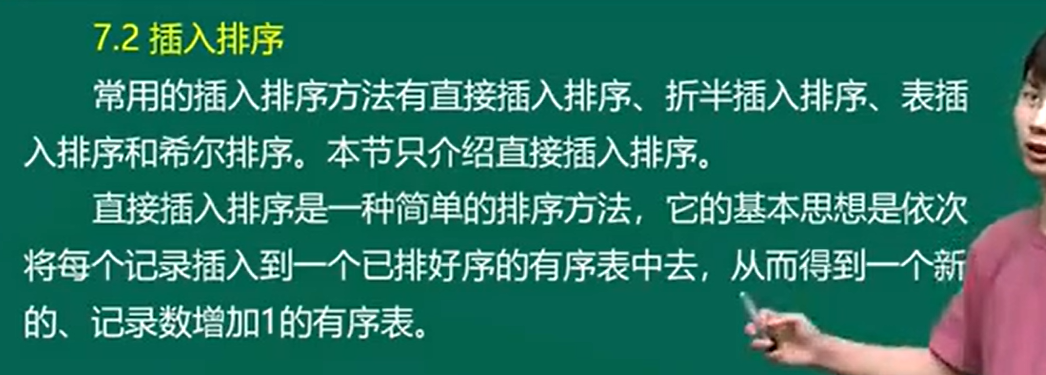 7.2 插入排序
常用的插入排序方法有直接插入排序、折半插入排序、表插
入排序和希尔排序。本节只介绍直接插入排序。
直接插入排序是一种简单的排序方法，它的基本思想是依次
将每个记录插入到一个已排好序的有序表中去，从而得到一个新
的、记录数增加1的有序表。